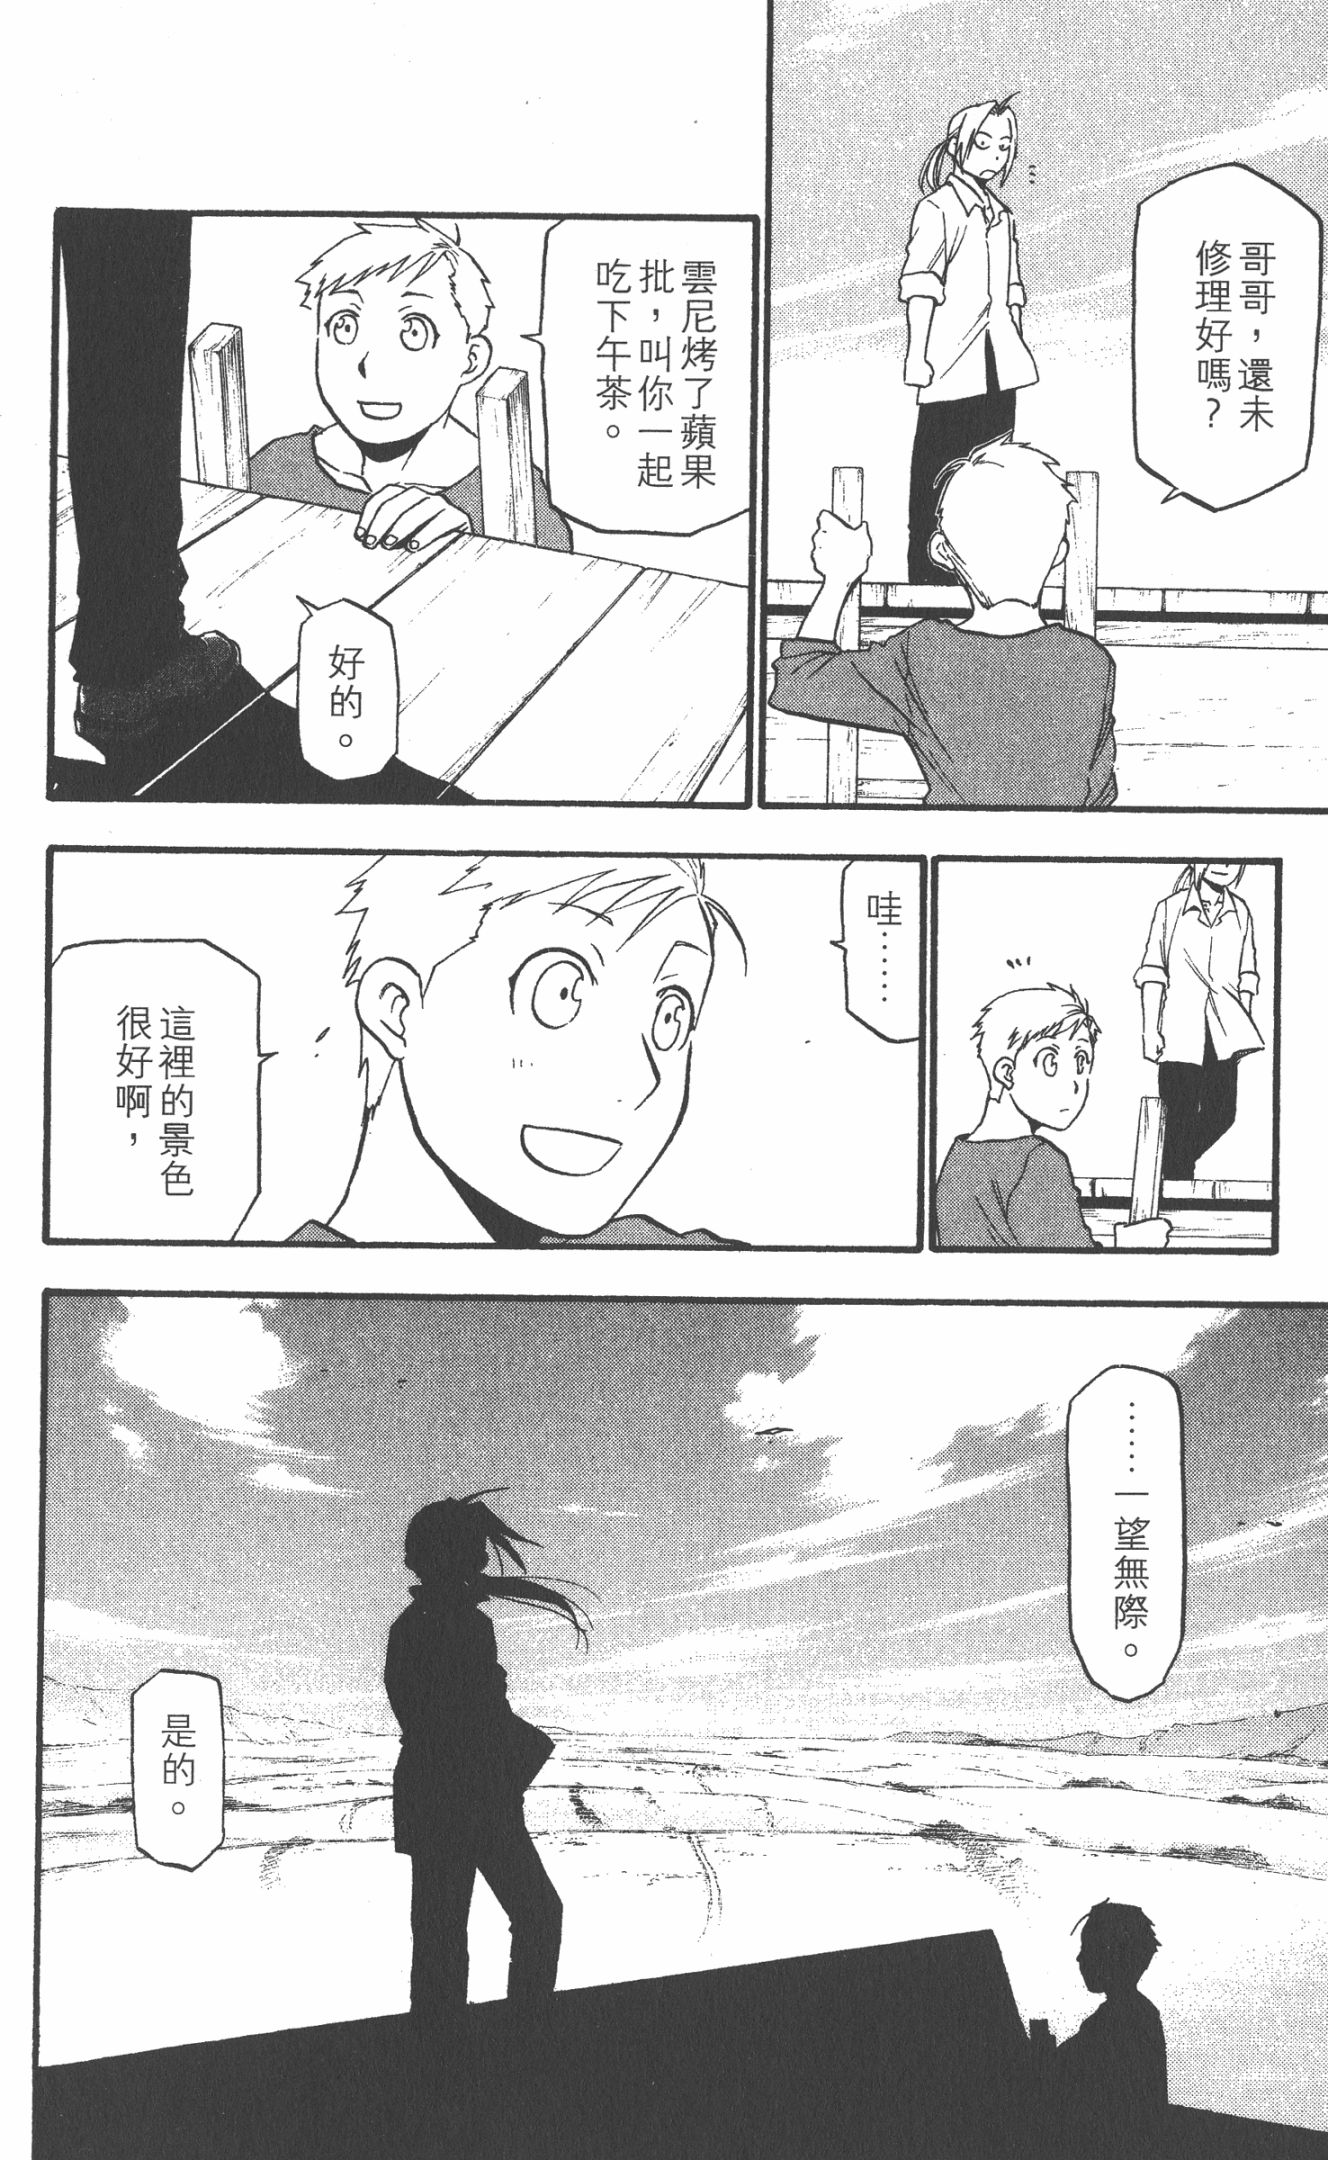 哥哥，還未
修理好嗎？
雲尼烤了蘋果
批，叫你一起
吃下午茶。
好的。
哇……
這裡的景色
很好啊，
……一望無際。
是的。